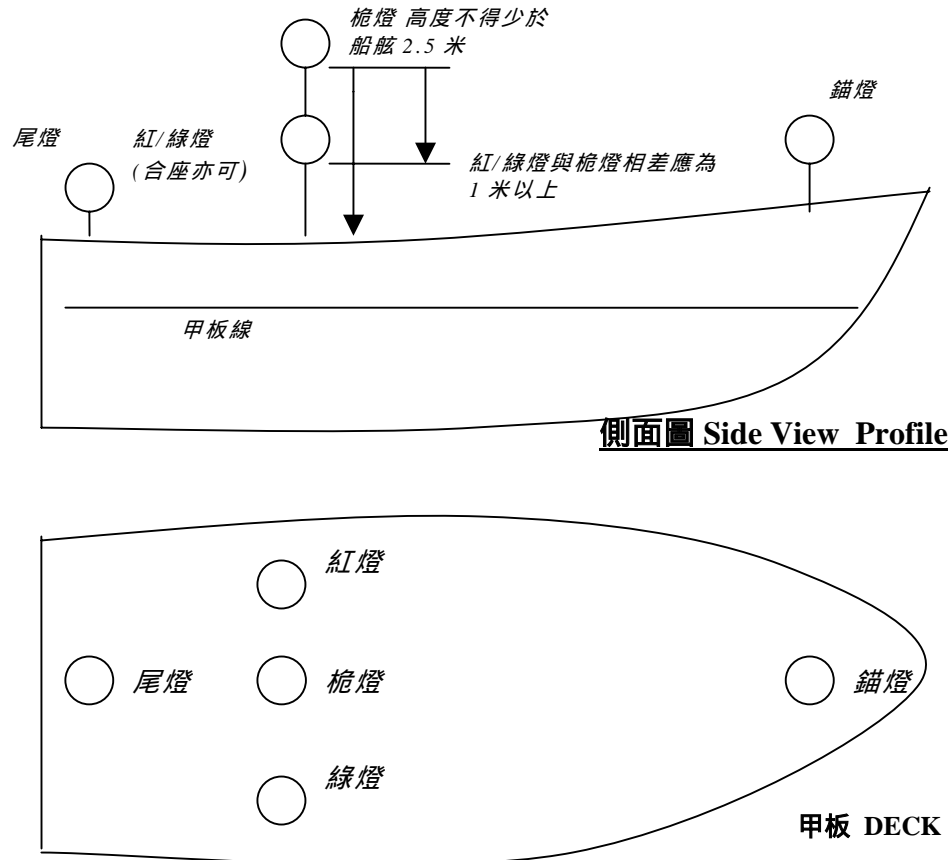 桅燈 高度不得少於
船舷 2.5 米
錨燈
尾燈
紅/綠燈
(合座亦可)
紅/綠燈與桅燈相差應為
1 米以上
甲板線
側面圖 Side View Profile
紅燈
尾燈
桅燈
錨燈
綠燈
甲板 DECK